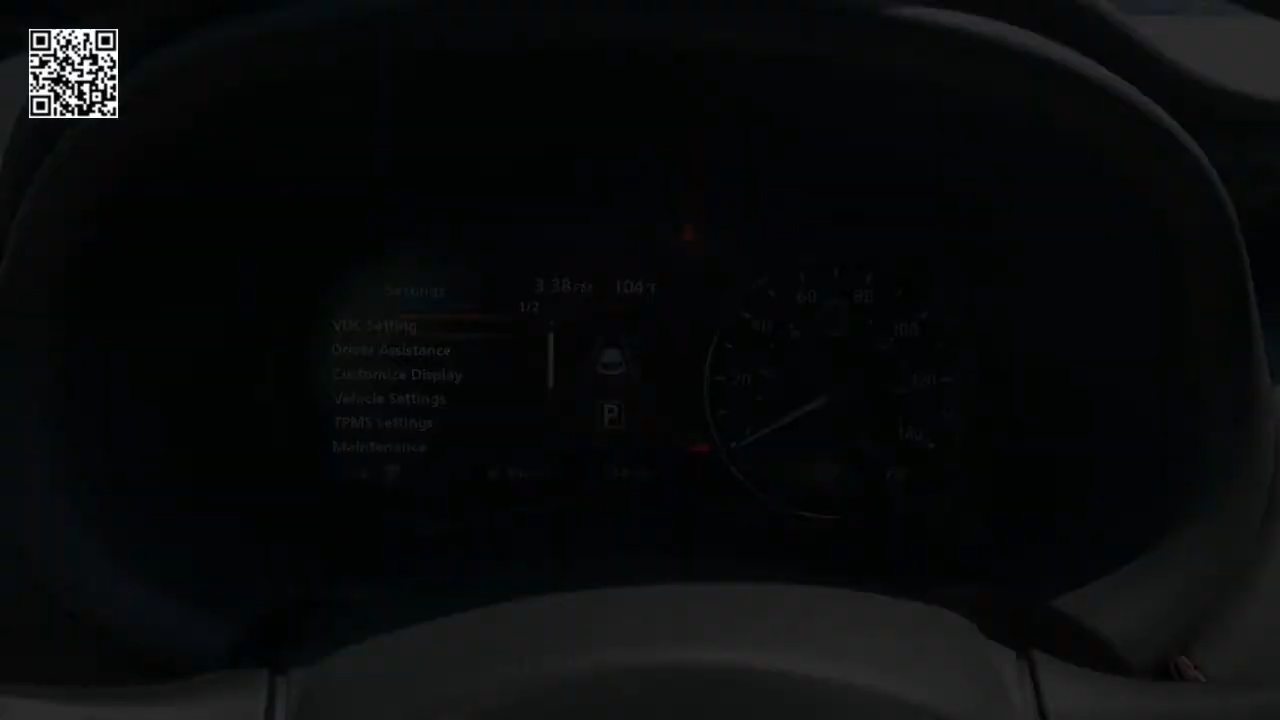 Settings
3:38 PM
104°F
1/2
VDC Setting
Driver Assistance
Customize Display
Vehicle Settings
TPMS Settings
Maintenance
P
20
40
60
80
100
120
140